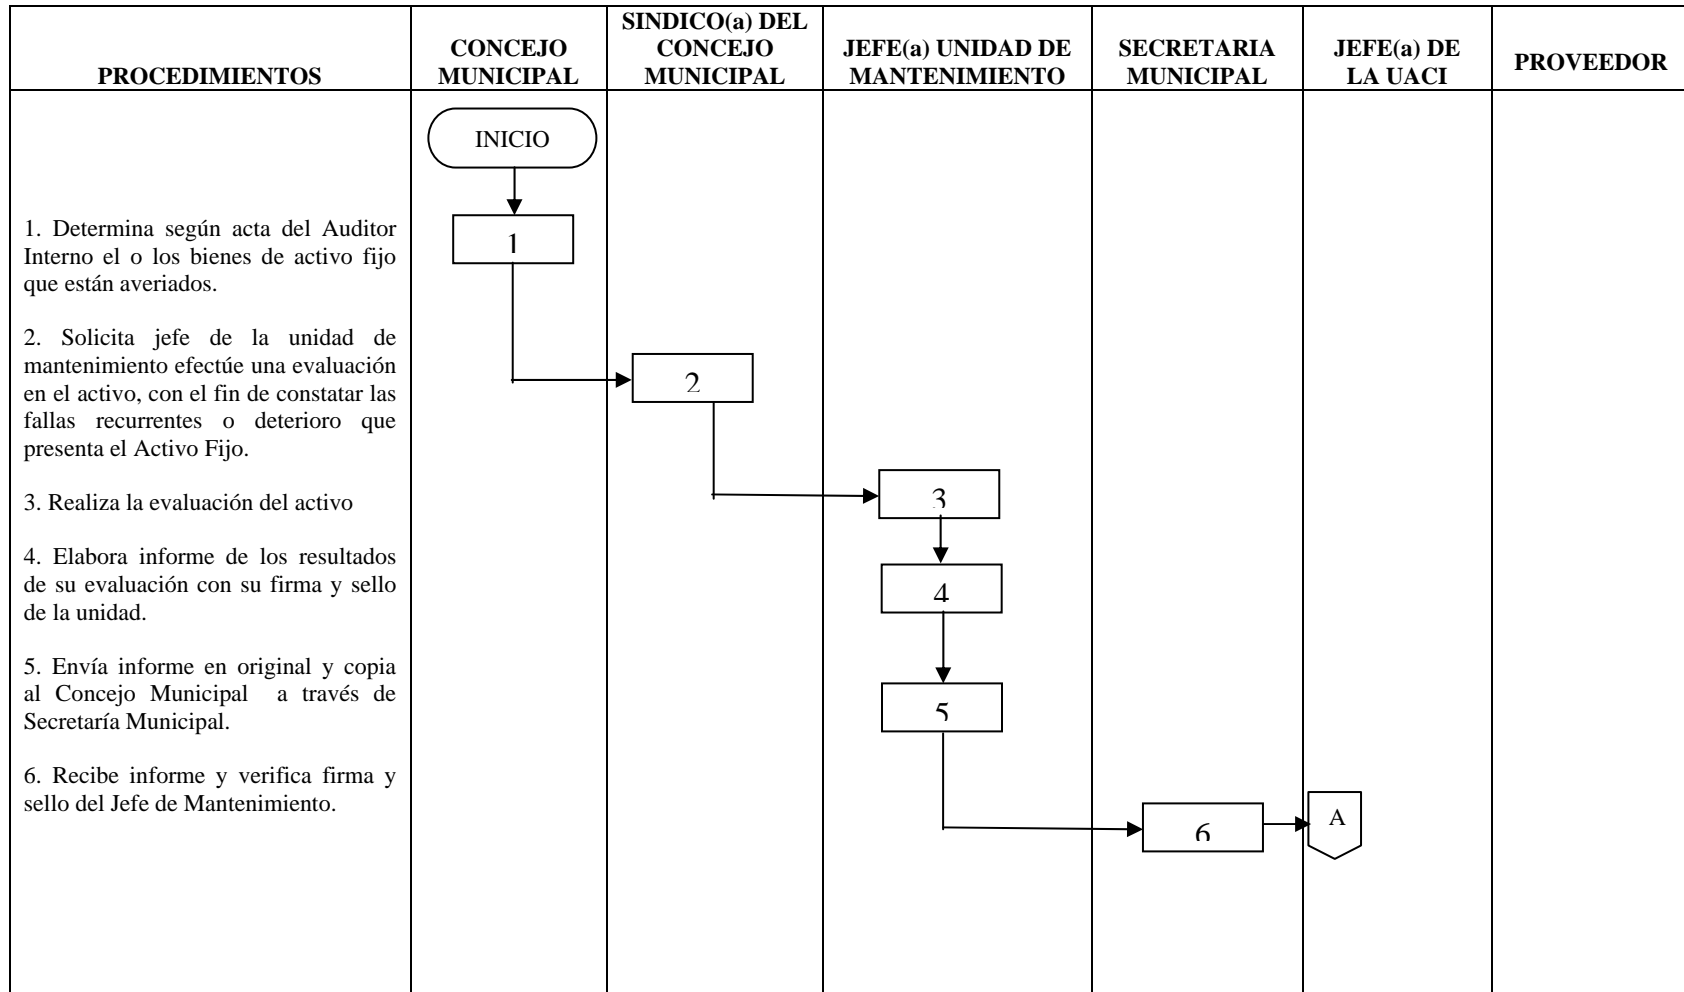 PROCEDIMIENTOS
CONCEJO
MUNICIPAL
SINDICO(a) DEL
CONCEJO
MUNICIPAL
JEFE(a) UNIDAD DE
MANTENIMIENTO
SECRETARIA
MUNICIPAL
JEFE(a) DE
LA UACI
PROVEEDOR
1. Determina según acta del Auditor
Interno el o los bienes de activo fijo
que están averiados.
2. Solicita jefe de la unidad de
mantenimiento efectúe una evaluación
en el activo, con el fin de constatar las
fallas recurrentes o deterioro que
presenta el Activo Fijo.
3. Realiza la evaluación del activo
4. Elabora informe de los resultados
de su evaluación con su firma y sello
de la unidad.
5. Envía informe en original y copia
al Concejo Municipal a través de
Secretaría Municipal.
6. Recibe informe y verifica firma y
sello del Jefe de Mantenimiento.
INICIO
1
2
3
4
5
6
A